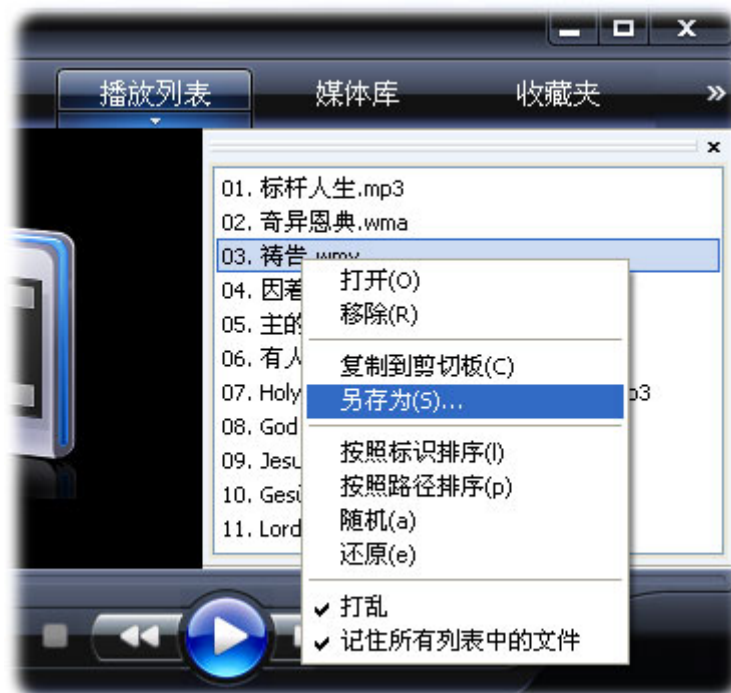 播放列表 媒体库 收藏夹
01. 标杆人生.mp3
02. 奇异恩典.wma
03. 祷告.wmv
04. 因着
05. 主的
06. 有人
07. Holy p3
08. God
09. Jesu
10. Gesù
11. Lord
打开(O)
移除(R)
复制到剪切板(C)
另存为(S)...
按照标识排序(I)
按照路径排序(p)
随机(a)
还原(e)
打乱
记住所有列表中的文件